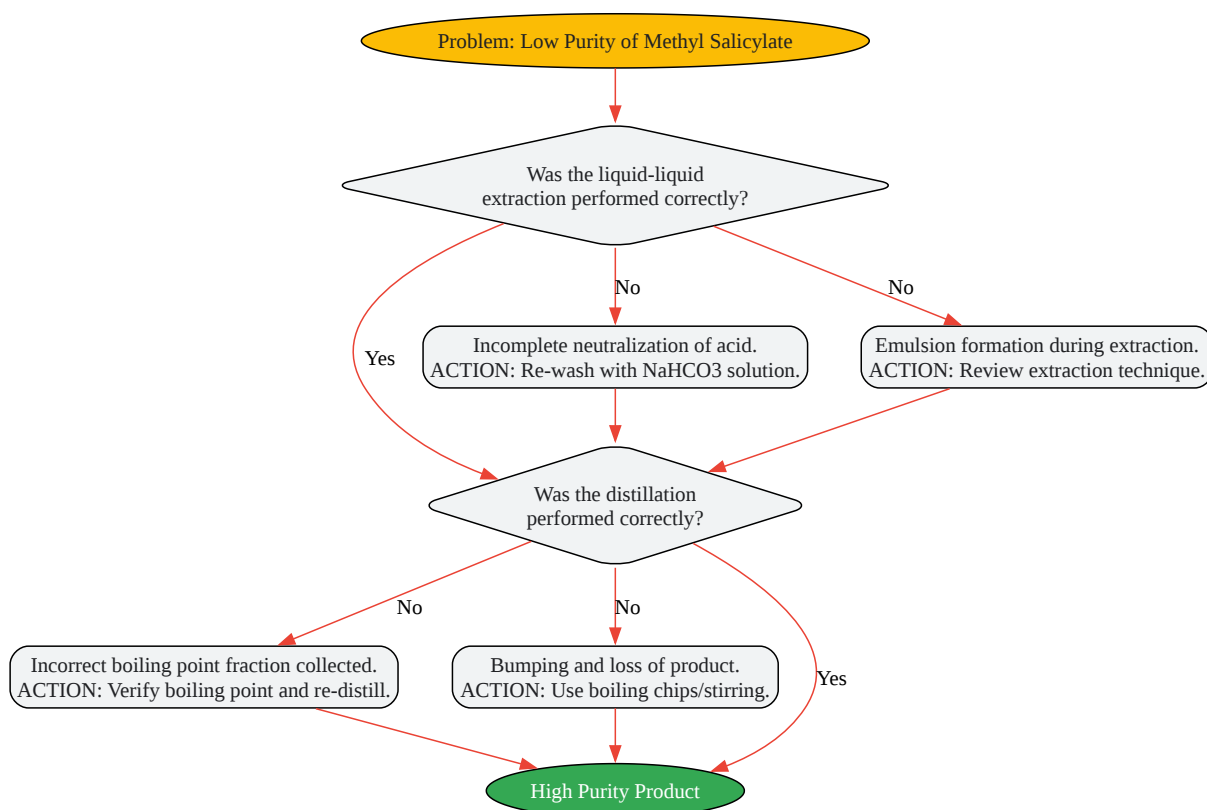 Problem: Low Purity of Methyl Salicylate
Was the liquid-liquid
extraction performed correctly?
Yes
No
No
Incomplete neutralization of acid.
ACTION: Re-wash with NaHCO3 solution.
Emulsion formation during extraction.
ACTION: Review extraction technique.
Was the distillation
performed correctly?
No
No
Yes
Incorrect boiling point fraction collected.
ACTION: Verify boiling point and re-distill.
Bumping and loss of product.
ACTION: Use boiling chips/stirring.
High Purity Product